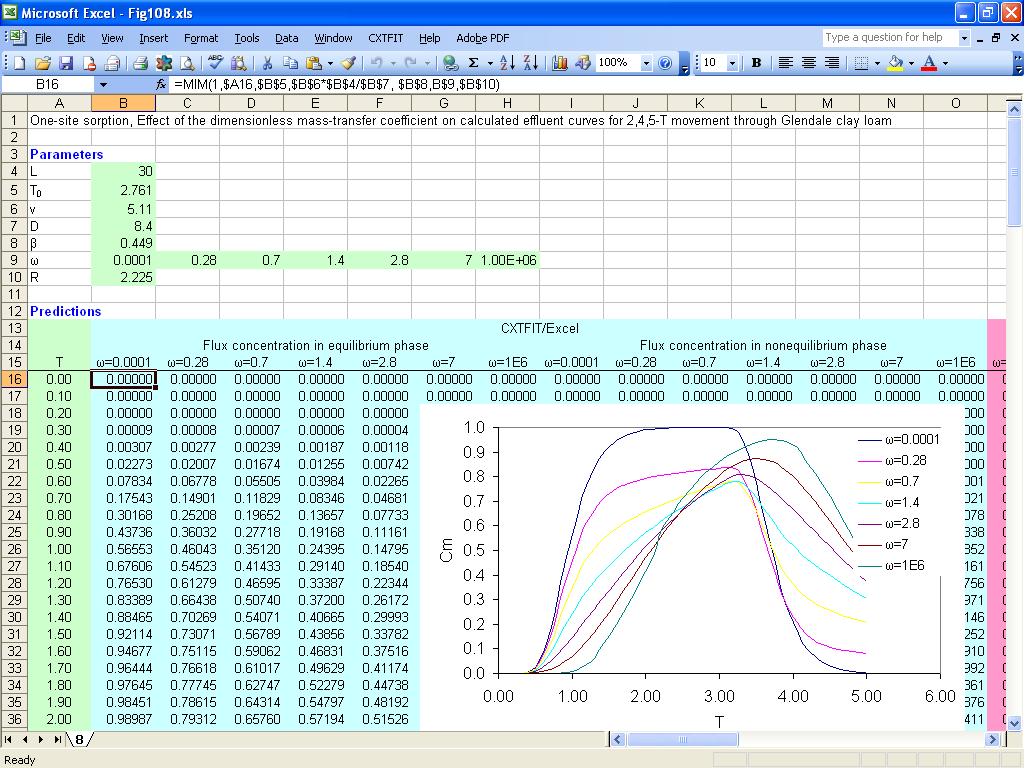 Microsoft Excel - Fig108.xls
File Edit View Insert Format Tools Data Window CXTFIT Help Adobe PDF Type a question for help
100% 10 B A
B16 fx =MIM(1,$A16,$B$5,$B$6*$B$4/$B$7, $B$8,B$9,$B$10)
A B C D E F G H I J K L M N O
1 One-site sorption, Effect of the dimensionless mass-transfer coefficient on calculated effluent curves for 2,4,5-T movement through Glendale clay loam
2
3 Parameters
4 L 30
5 T0 2.761
6 v 5.11
7 D 8.4
8 β 0.449
9 ω 0.0001 0.28 0.7 1.4 2.8 7 1.00E+06
10 R 2.225
11
12 Predictions
13 CXTFIT/Excel
14 Flux concentration in equilibrium phase Flux concentration in nonequilibrium phase
15 T ω=0.0001 ω=0.28 ω=0.7 ω=1.4 ω=2.8 ω=7 ω=1E6 ω=0.0001 ω=0.28 ω=0.7 ω=1.4 ω=2.8 ω=7 ω=1E6 ω=
16 0.00 0.00000 0.00000 0.00000 0.00000 0.00000 0.00000 0.00000 0.00000 0.00000 0.00000 0.00000 0.00000 0.00000 0.00000 0
17 0.10 0.00000 0.00000 0.00000 0.00000 0.00000 0.00000 0.00000 0.00000 0.00000 0.00000 0.00000 0.00000 0.00000 0.00000 0
18 0.20 0.00000 0.00000 0.00000 0.00000 0.00000 000
19 0.30 0.00009 0.00008 0.00007 0.00006 0.00004 000
20 0.40 0.00307 0.00277 0.00239 0.00187 0.00118 000
21 0.50 0.02273 0.02007 0.01674 0.01255 0.00742 000
22 0.60 0.07834 0.06778 0.05505 0.03984 0.02265 001
23 0.70 0.17543 0.14901 0.11829 0.08346 0.04681 021
24 0.80 0.30168 0.25208 0.19652 0.13657 0.07733 078
25 0.90 0.43736 0.36032 0.27718 0.19168 0.11161 338
26 1.00 0.56553 0.46043 0.35120 0.24395 0.14795 852
27 1.10 0.67606 0.54523 0.41433 0.29140 0.18540 161
28 1.20 0.76530 0.61279 0.46595 0.33387 0.22344 756
29 1.30 0.83389 0.66438 0.50740 0.37200 0.26172 971
30 1.40 0.88465 0.70269 0.54071 0.40665 0.29993 146
31 1.50 0.92114 0.73071 0.56789 0.43856 0.33782 252
32 1.60 0.94677 0.75115 0.59062 0.46831 0.37516 910
33 1.70 0.96444 0.76618 0.61017 0.49629 0.41174 992
34 1.80 0.97645 0.77745 0.62747 0.52279 0.44738 361
35 1.90 0.98451 0.78615 0.64314 0.54797 0.48192 876
36 2.00 0.98987 0.79312 0.65760 0.57194 0.51526 411
1.0
0.9
0.8
0.7
0.6
0.5
0.4
0.3
0.2
0.1
0.0
Cm
0.00 1.00 2.00 3.00 4.00 5.00 6.00
T
ω=0.0001
ω=0.28
ω=0.7
ω=1.4
ω=2.8
ω=7
ω=1E6
8
Ready